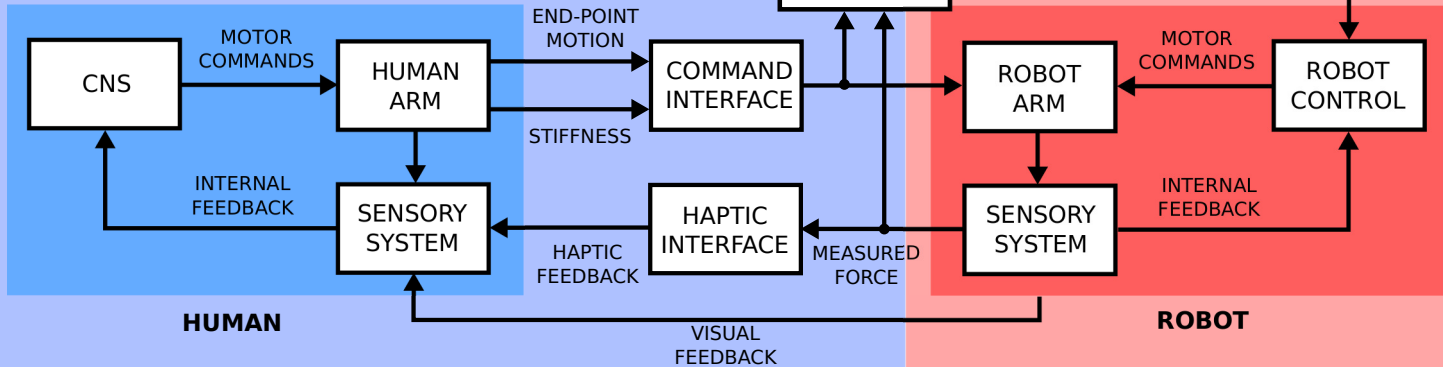 END-POINT
MOTION
MOTOR
COMMANDS
MOTOR
COMMANDS
CNS
HUMAN
ARM
COMMAND
INTERFACE
ROBOT
ARM
ROBOT
CONTROL
STIFFNESS
INTERNAL
FEEDBACK
INTERNAL
FEEDBACK
SENSORY
SYSTEM
HAPTIC
INTERFACE
SENSORY
SYSTEM
HAPTIC
FEEDBACK
MEASURED
FORCE
HUMAN
ROBOT
VISUAL
FEEDBACK